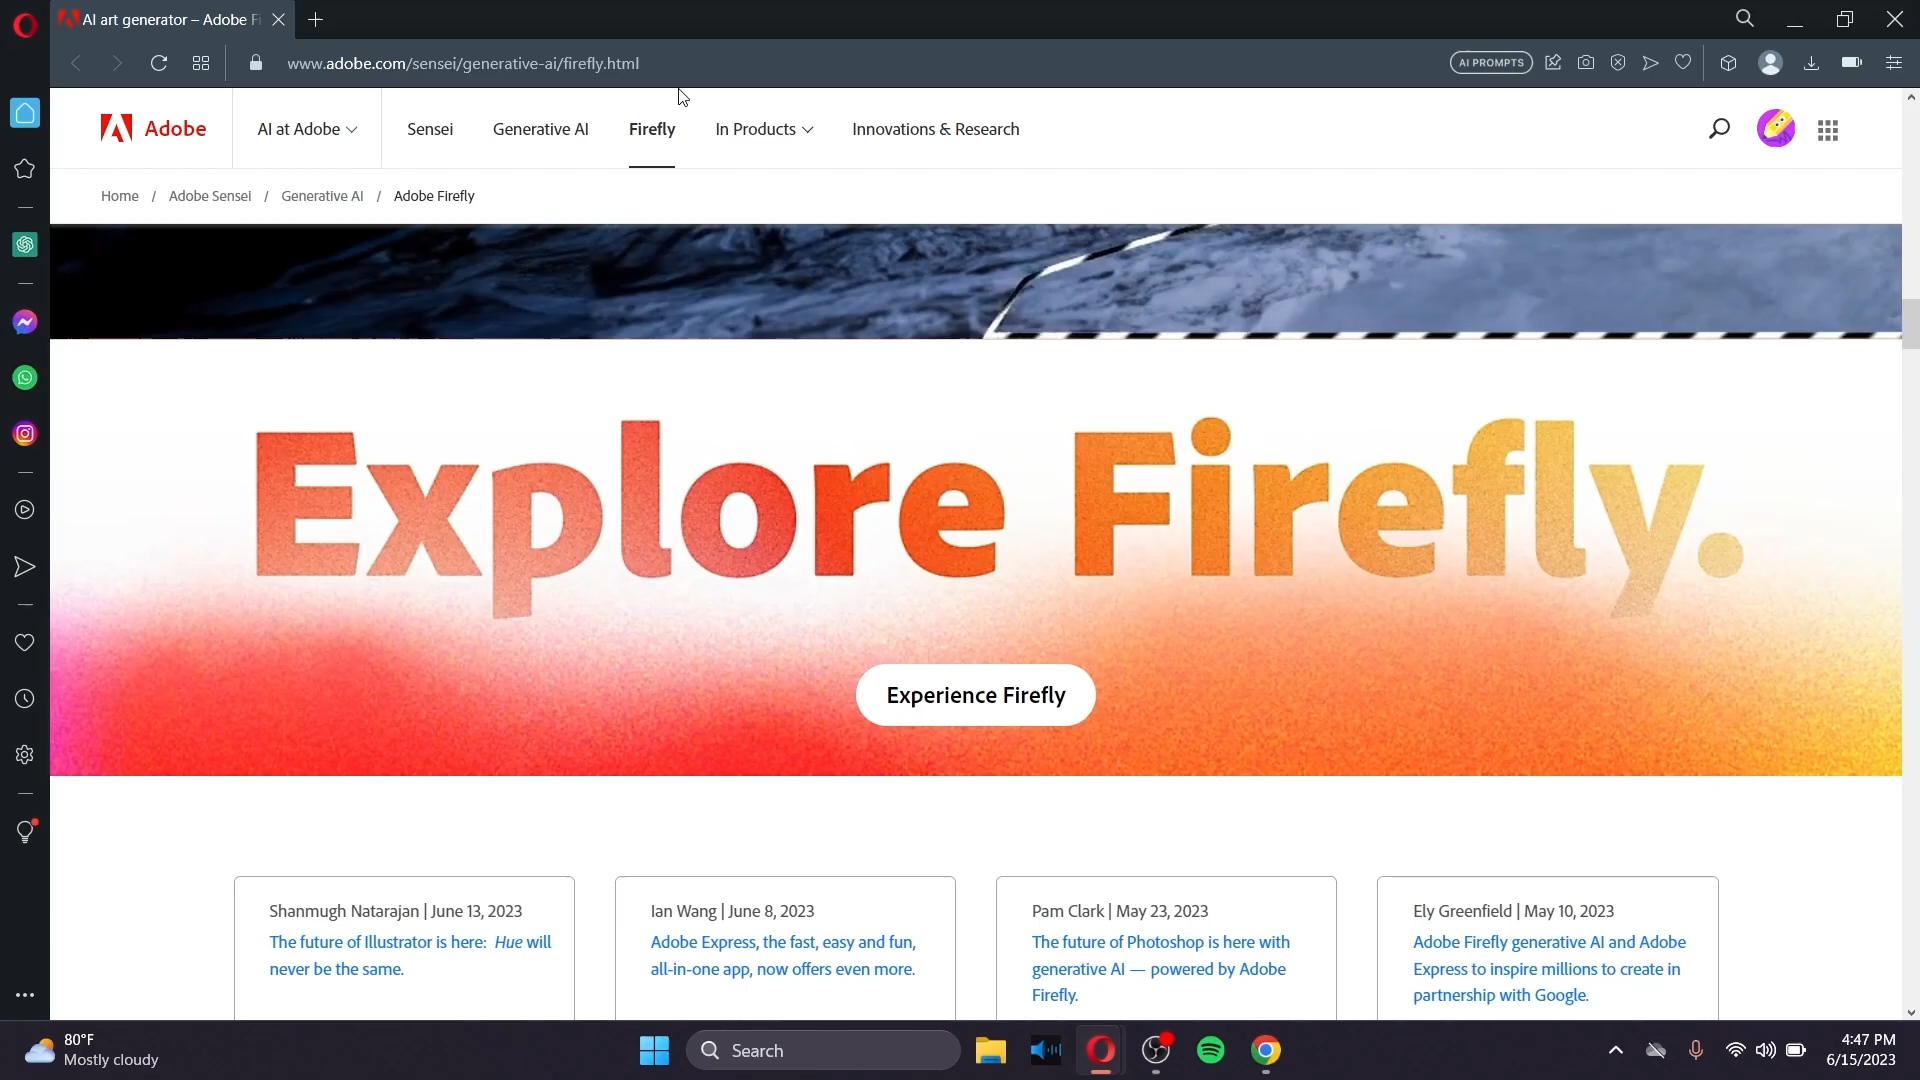 AI art generator – Adobe Fi
www.adobe.com/sensei/generative-ai/firefly.html
AI PROMPTS
Adobe
AI at Adobe
Sensei
Generative AI
Firefly
In Products
Innovations & Research
Home / Adobe Sensei / Generative AI / Adobe Firefly
Explore Firefly.
Experience Firefly
Shanmugh Natarajan | June 13, 2023
The future of Illustrator is here: Hue will
never be the same.
Ian Wang | June 8, 2023
Adobe Express, the fast, easy and fun,
all-in-one app, now offers even more.
Pam Clark | May 23, 2023
The future of Photoshop is here with
generative AI — powered by Adobe
Firefly.
Ely Greenfield | May 10, 2023
Adobe Firefly generative AI and Adobe
Express to inspire millions to create in
partnership with Google.
80°F
Mostly cloudy
Search
4:47 PM
6/15/2023